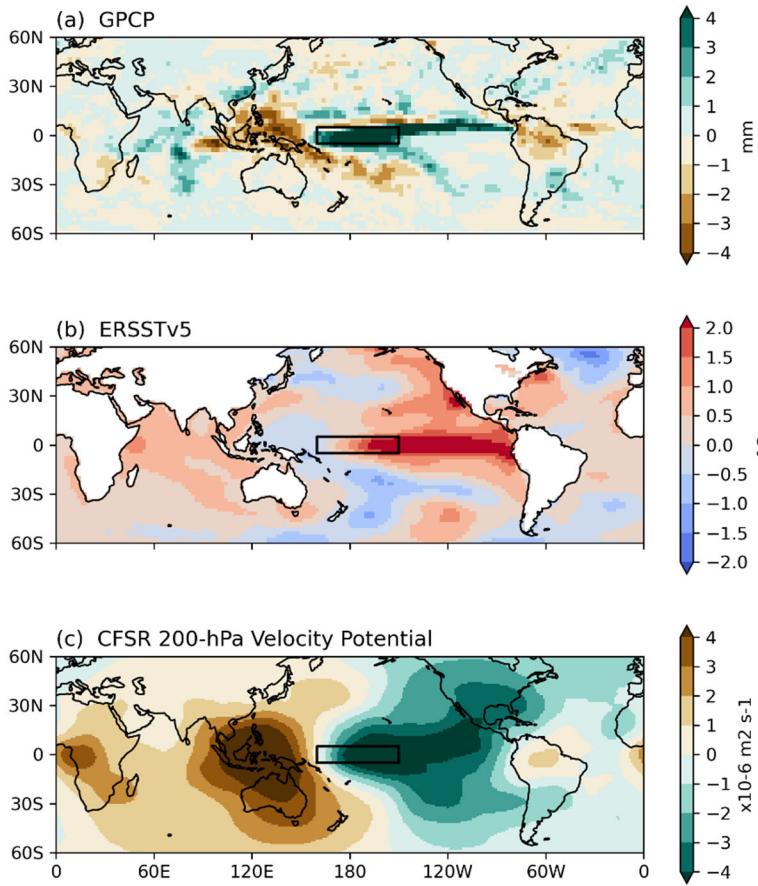 (a) GPCP
60N
30N
0
30S
60S
4
3
2
1
0
−1
−2
−3
−4
mm
(b) ERSSTv5
60N
30N
0
30S
60S
2.0
1.5
1.0
0.5
0.0
−0.5
−1.0
−1.5
−2.0
(c) CFSR 200-hPa Velocity Potential
60N
30N
0
30S
60S
0
60E
120E
180
120W
60W
0
4
3
2
1
0
−1
−2
−3
−4
x10-6 m2 s-1